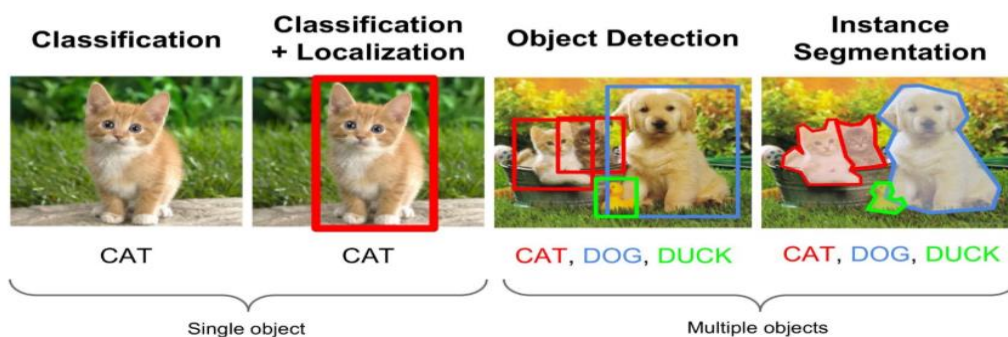 Classification
Classification
+ Localization
Object Detection
Instance
Segmentation
CAT
CAT
CAT, DOG, DUCK
CAT, DOG, DUCK
Single object
Multiple objects